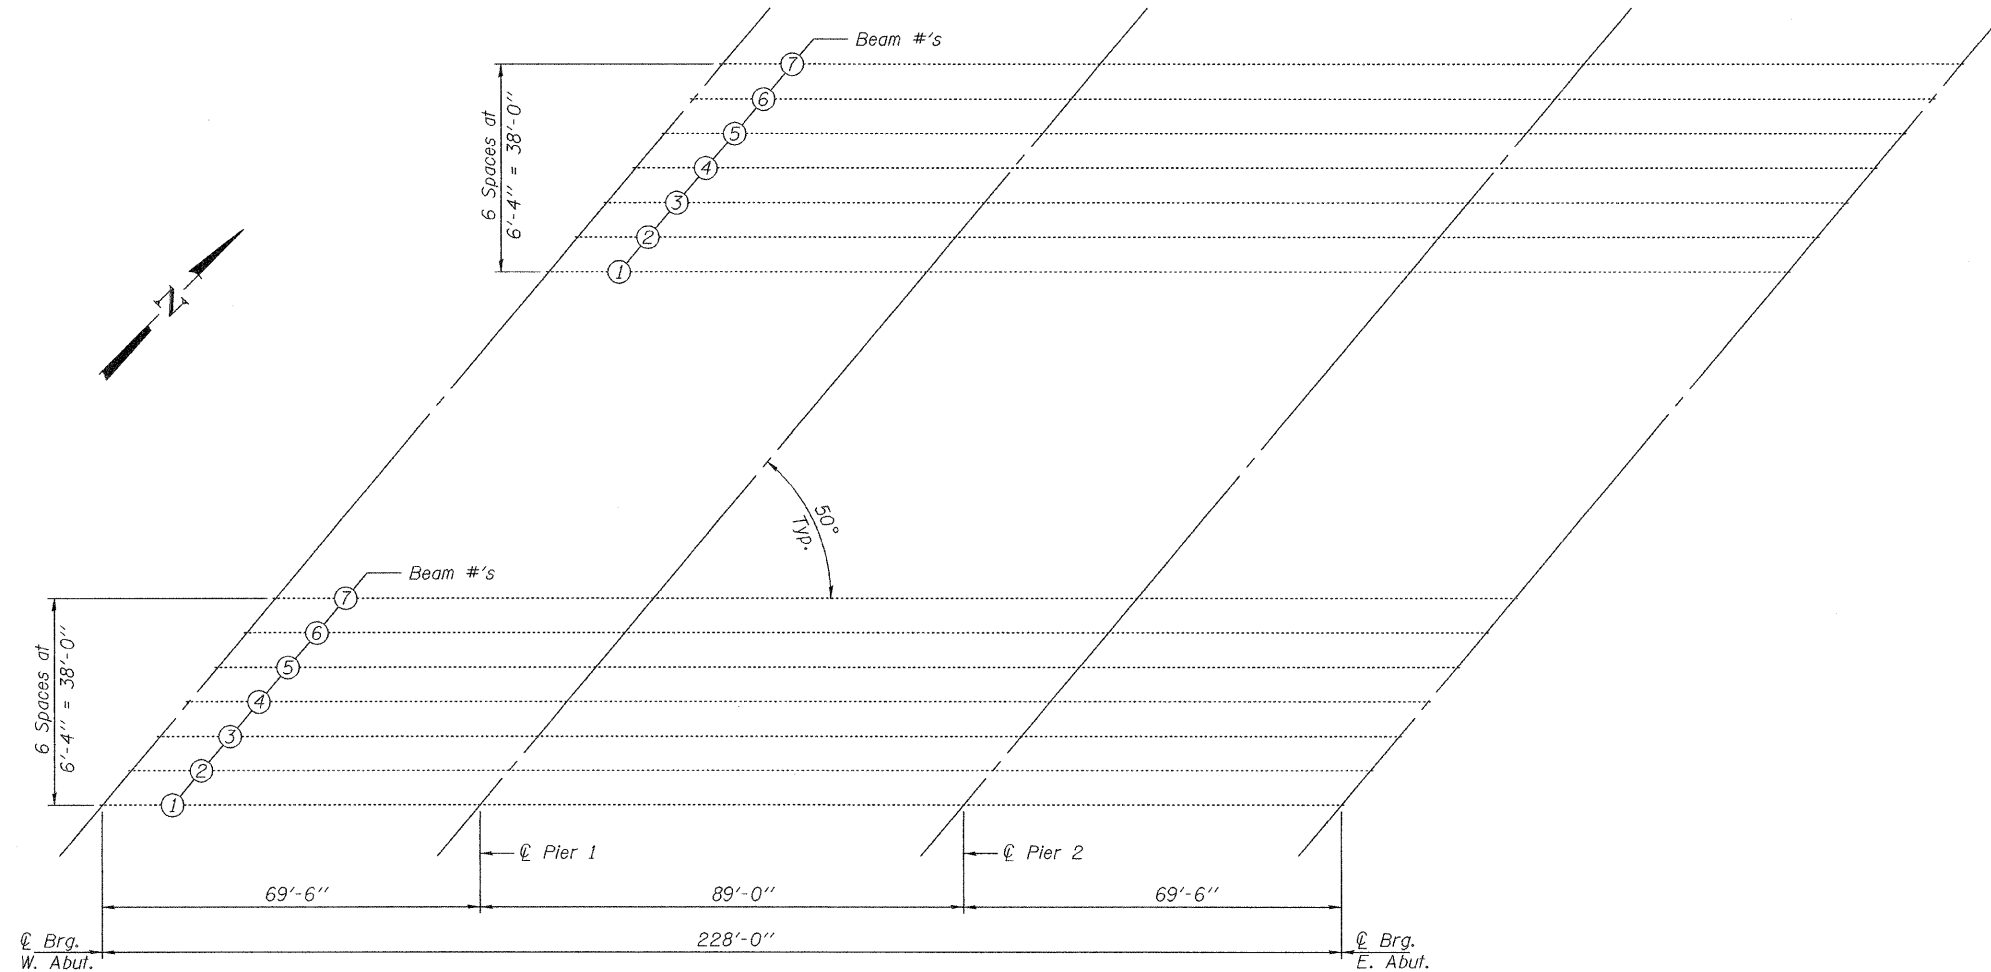 Beam #'s
7
6
5
4
3
2
1
6 Spaces at
6'-4" = 38'-0"
N
50°
Typ.
Beam #'s
7
6
5
4
3
2
1
6 Spaces at
6'-4" = 38'-0"
℄ Pier 1
℄ Pier 2
69'-6"
89'-0"
69'-6"
228'-0"
℄ Brg.
W. Abut.
℄ Brg.
E. Abut.